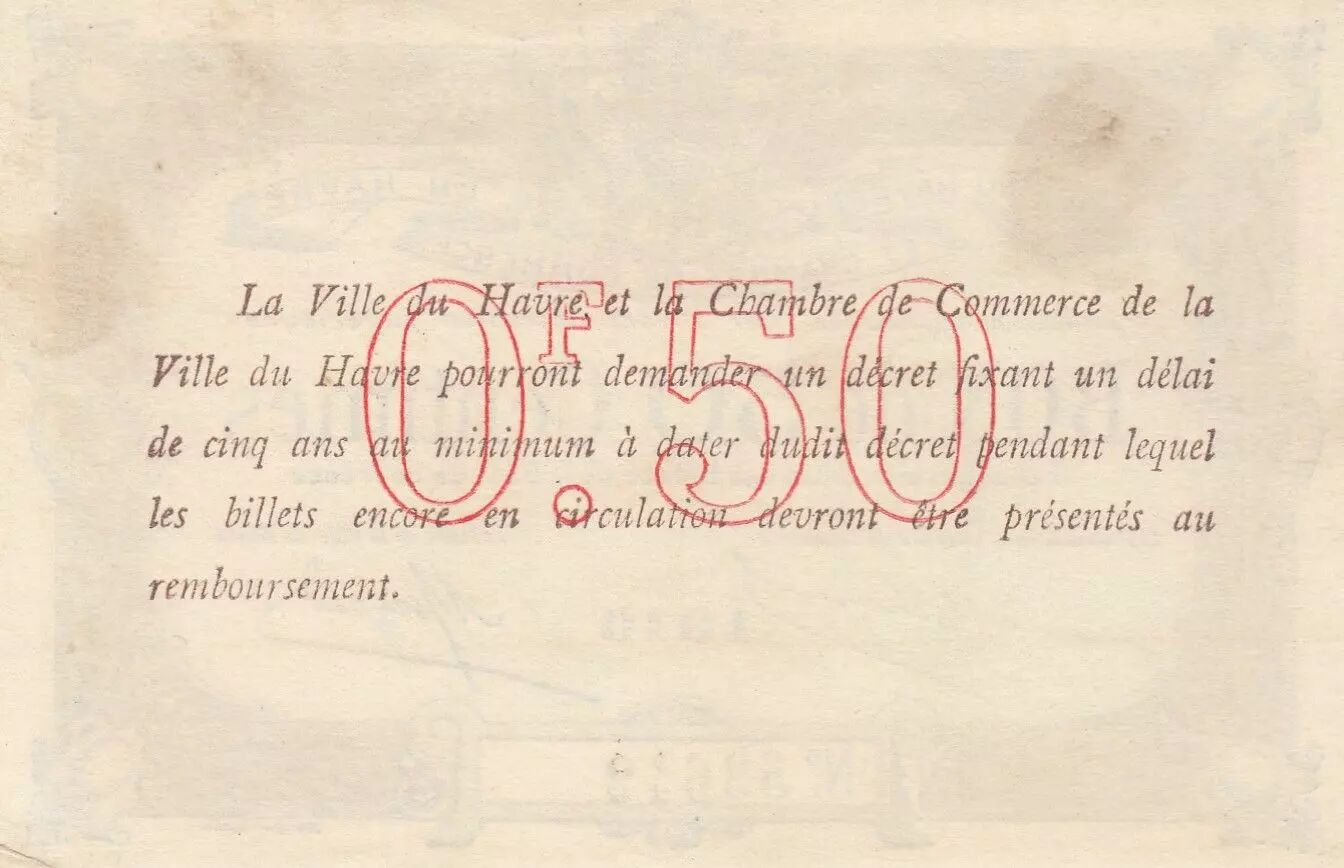 La Ville du Havre et la Chambre de Commerce de la
Ville du Havre pourront demander un décret fixant un délai
de cinq ans au minimum à dater dudit décret pendant lequel
les billets encore en circulation devront être présentés au
remboursement.
0F.50